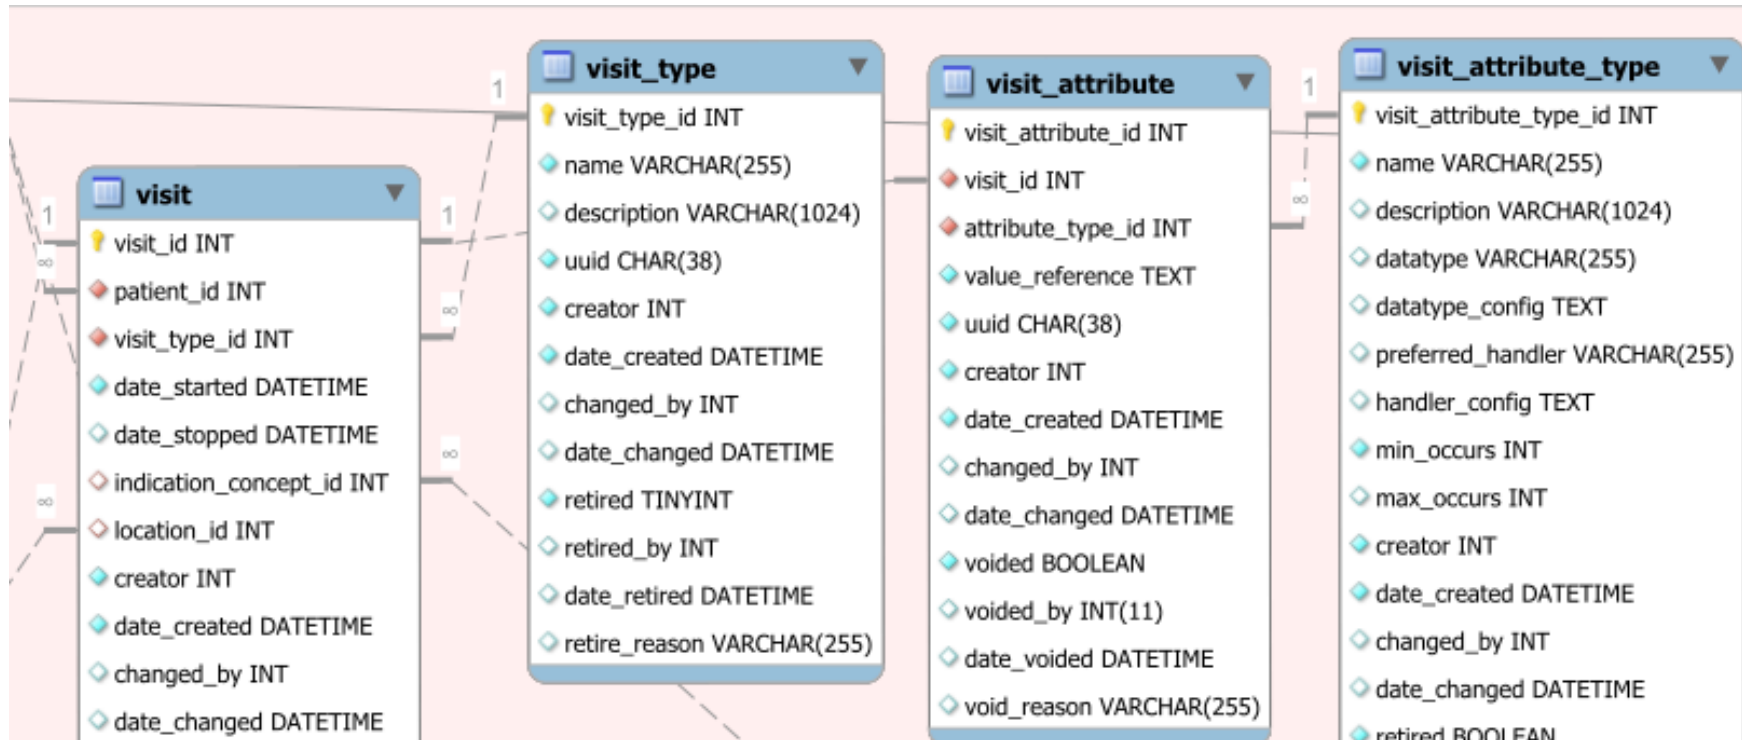 visit
1
visit_id INT
1
∞
patient_id INT
visit_type_id INT
∞
date_started DATETIME
date_stopped DATETIME
∞
indication_concept_id INT
∞
location_id INT
creator INT
date_created DATETIME
changed_by INT
date_changed DATETIME
visit_type
1
visit_type_id INT
name VARCHAR(255)
description VARCHAR(1024)
uuid CHAR(38)
creator INT
date_created DATETIME
changed_by INT
date_changed DATETIME
retired TINYINT
retired_by INT
date_retired DATETIME
retire_reason VARCHAR(255)
visit_attribute
visit_attribute_id INT
visit_id INT
attribute_type_id INT
value_reference TEXT
uuid CHAR(38)
creator INT
date_created DATETIME
changed_by INT
date_changed DATETIME
voided BOOLEAN
voided_by INT(11)
date_voided DATETIME
void_reason VARCHAR(255)
1
∞
visit_attribute_type
visit_attribute_type_id INT
name VARCHAR(255)
description VARCHAR(1024)
datatype VARCHAR(255)
datatype_config TEXT
preferred_handler VARCHAR(255)
handler_config TEXT
min_occurs INT
max_occurs INT
creator INT
date_created DATETIME
changed_by INT
date_changed DATETIME
retired BOOLEAN